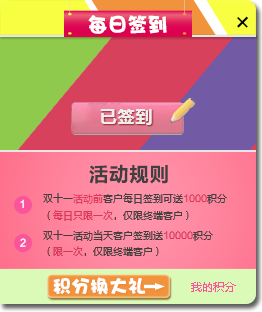 每日签到
已签到
活动规则
1 双十一活动前客户每日签到可送1000积分
（每日只限一次，仅限终端客户）
2 双十一活动当天客户签到送10000积分
（限一次，仅限终端客户）
积分换大礼
我的积分